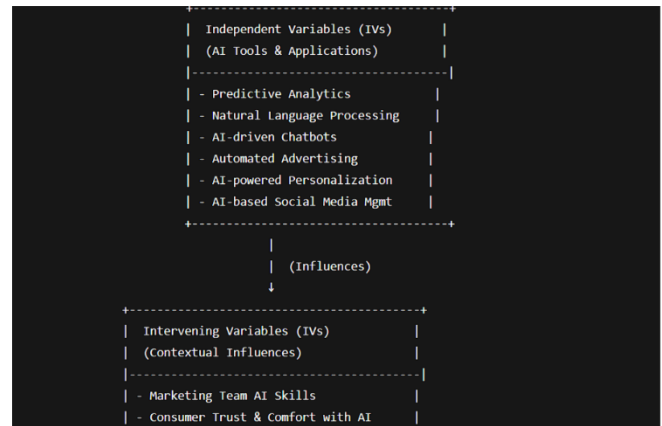 +------------------------------------+
| Independent Variables (IVs) |
| (AI Tools & Applications) |
|------------------------------------|
| - Predictive Analytics |
| - Natural Language Processing |
| - AI-driven Chatbots |
| - Automated Advertising |
| - AI-powered Personalization |
| - AI-based Social Media Mgmt |
+------------------------------------+
|
| (Influences)
↓
+-----------------------------------------+
| Intervening Variables (IVs) |
| (Contextual Influences) |
|-----------------------------------------|
| - Marketing Team AI Skills |
| - Consumer Trust & Comfort with AI |